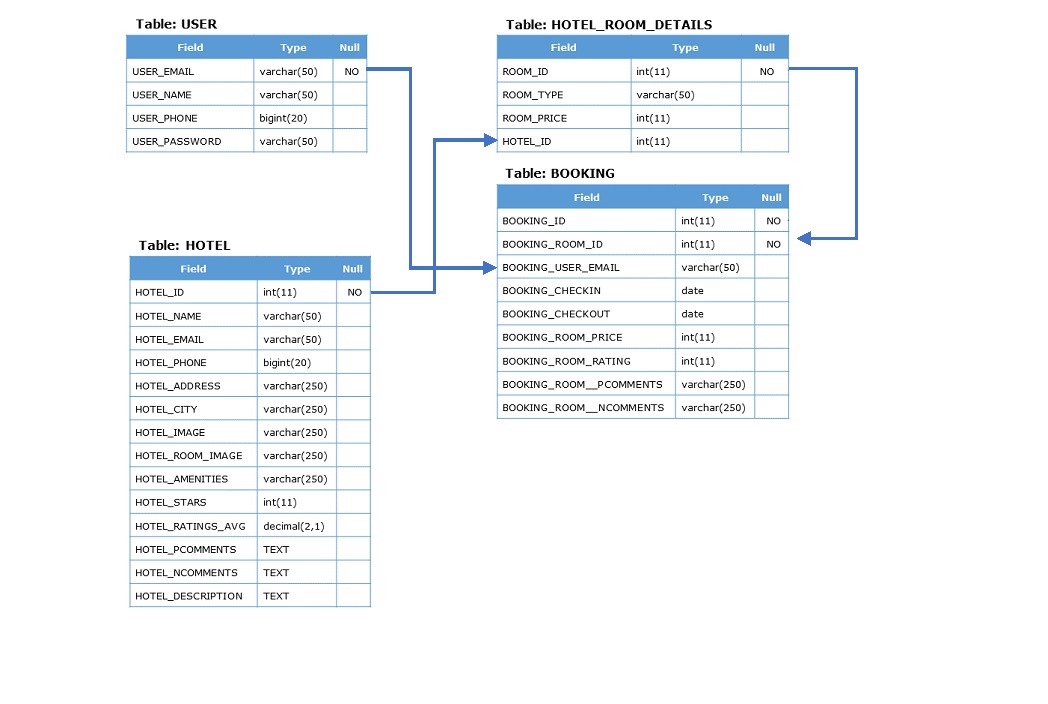 Table: USER
Field Type Null
USER_EMAIL varchar(50) NO
USER_NAME varchar(50)
USER_PHONE bigint(20)
USER_PASSWORD varchar(50)
Table: HOTEL_ROOM_DETAILS
Field Type Null
ROOM_ID int(11) NO
ROOM_TYPE varchar(50)
ROOM_PRICE int(11)
HOTEL_ID int(11)
Table: BOOKING
Field Type Null
BOOKING_ID int(11) NO
BOOKING_ROOM_ID int(11) NO
BOOKING_USER_EMAIL varchar(50)
BOOKING_CHECKIN date
BOOKING_CHECKOUT date
BOOKING_ROOM_PRICE int(11)
BOOKING_ROOM_RATING int(11)
BOOKING_ROOM__PCOMMENTS varchar(250)
BOOKING_ROOM__NCOMMENTS varchar(250)
Table: HOTEL
Field Type Null
HOTEL_ID int(11) NO
HOTEL_NAME varchar(50)
HOTEL_EMAIL varchar(50)
HOTEL_PHONE bigint(20)
HOTEL_ADDRESS varchar(250)
HOTEL_CITY varchar(250)
HOTEL_IMAGE varchar(250)
HOTEL_ROOM_IMAGE varchar(250)
HOTEL_AMENITIES varchar(250)
HOTEL_STARS int(11)
HOTEL_RATINGS_AVG decimal(2,1)
HOTEL_PCOMMENTS TEXT
HOTEL_NCOMMENTS TEXT
HOTEL_DESCRIPTION TEXT